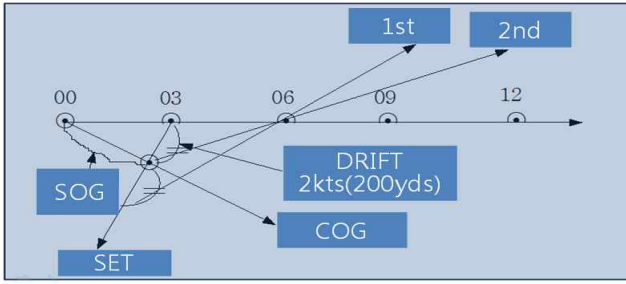 1st
2nd
00 03 06 09 12
DRIFT
2kts(200yds)
SOG
COG
SET